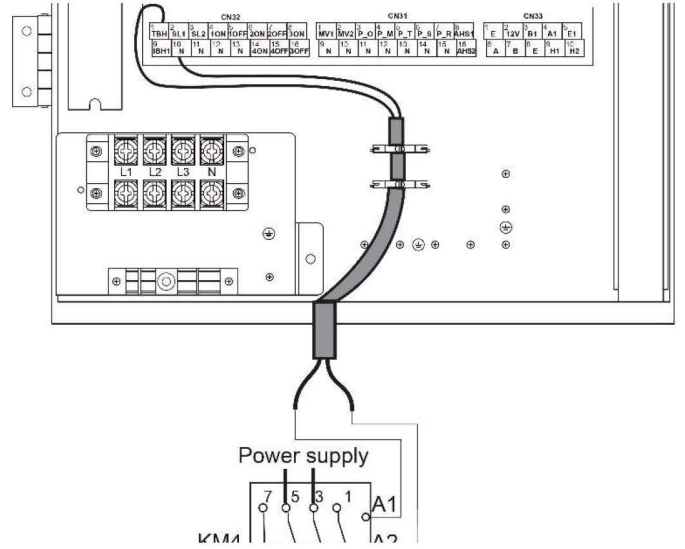 CN32 CN31 CN33
1 2 3 4 5 6 7 8 1 2 3 4 5 6 7 8 1 2 3 4 5
TBH SL1 SL2 1ON 1OFF 2ON 2OFF 3ON MV1 MV2 P_O P_M P_T P_S P_R AHS1 E 12V B1 A1 E1
9 10 11 12 13 14 15 16 9 10 11 12 13 14 15 16 6 7 8 9 10
IBH1 N N N N 4ON 4OFF 3OFF N N N N N N N AHS2 A B E H1 H2
L1 L2 L3 N
Power supply
7 5 3 1 A1
KM4 A2